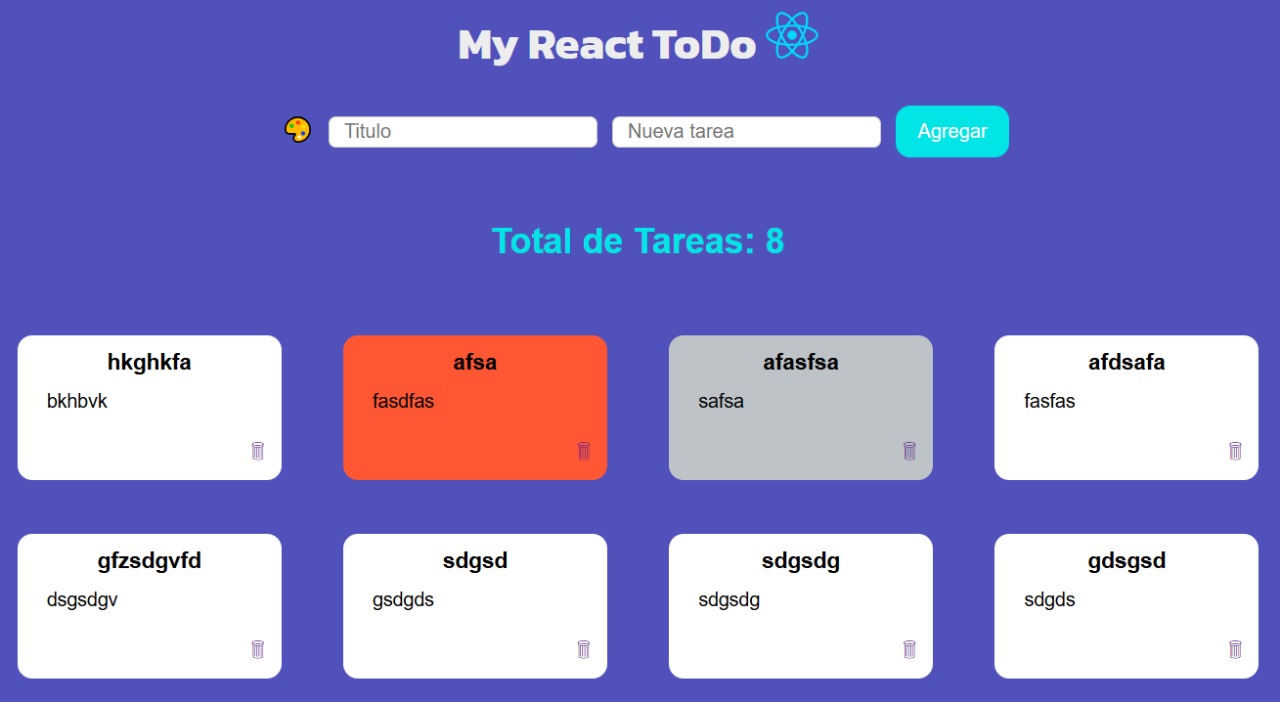 My React ToDo
Titulo
Nueva tarea
Agregar
Total de Tareas: 8
hkghkfa
bkhbvk
afsa
fasdfas
afasfsa
safsa
afdsafa
fasfas
gfzsdgvfd
dsgsdgv
sdgsd
gsdgds
sdgsdg
sdgsdg
gdsgsd
sdgds